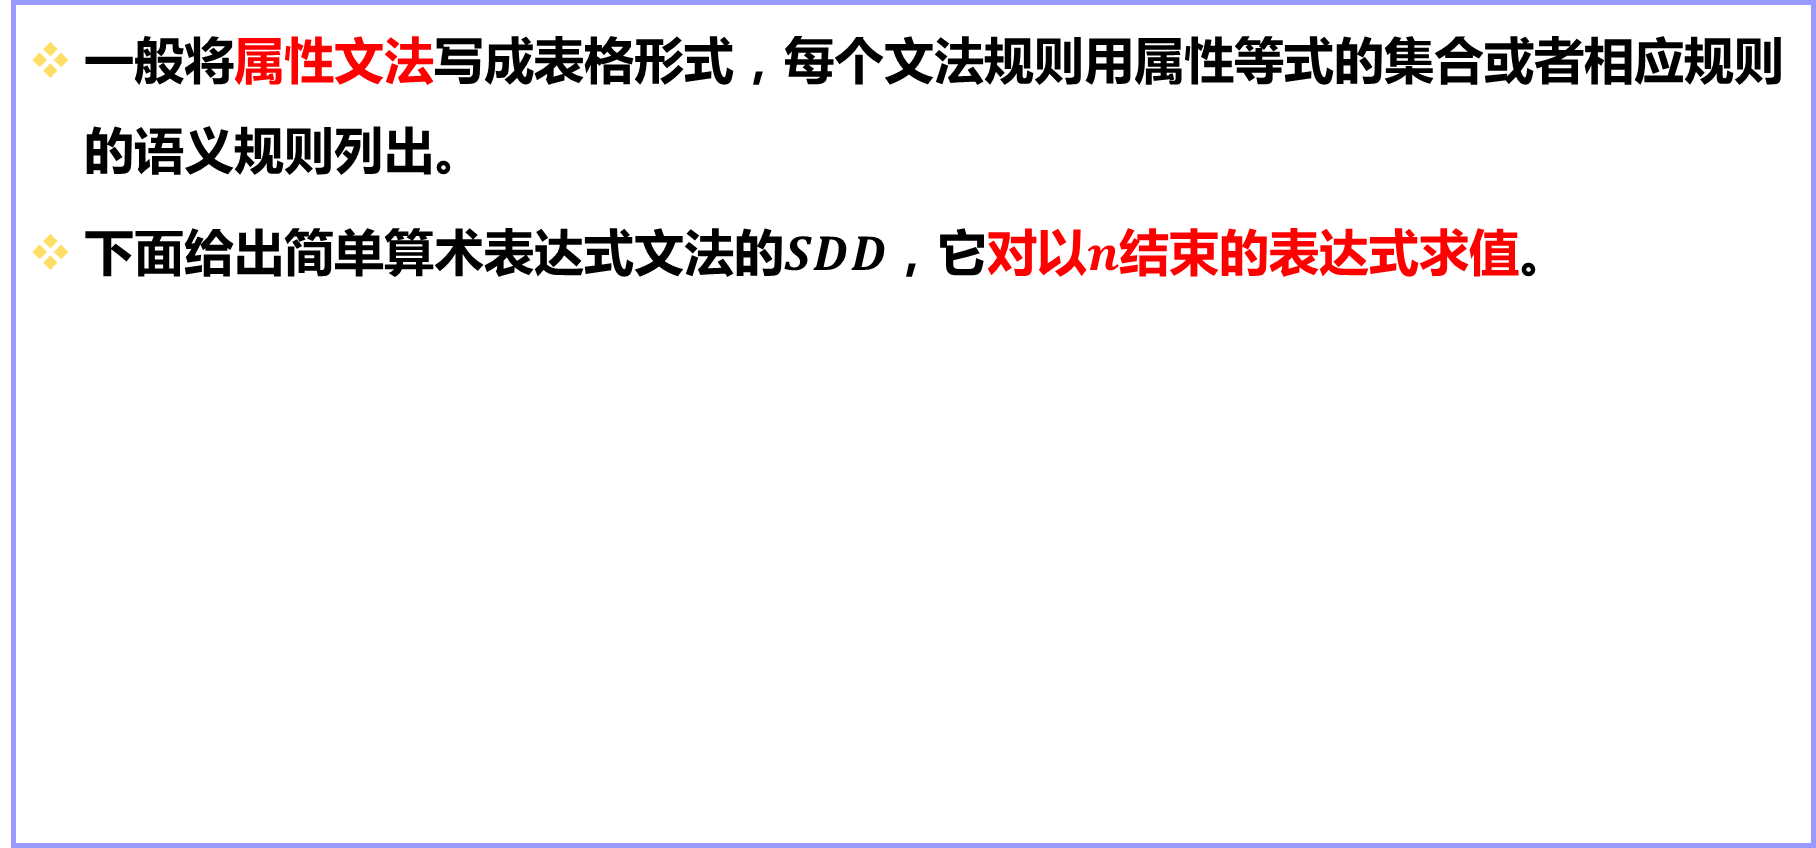 一般将属性文法写成表格形式，每个文法规则用属性等式的集合或者相应规则
的语义规则列出。
下面给出简单算术表达式文法的SDD，它对以n结束的表达式求值。